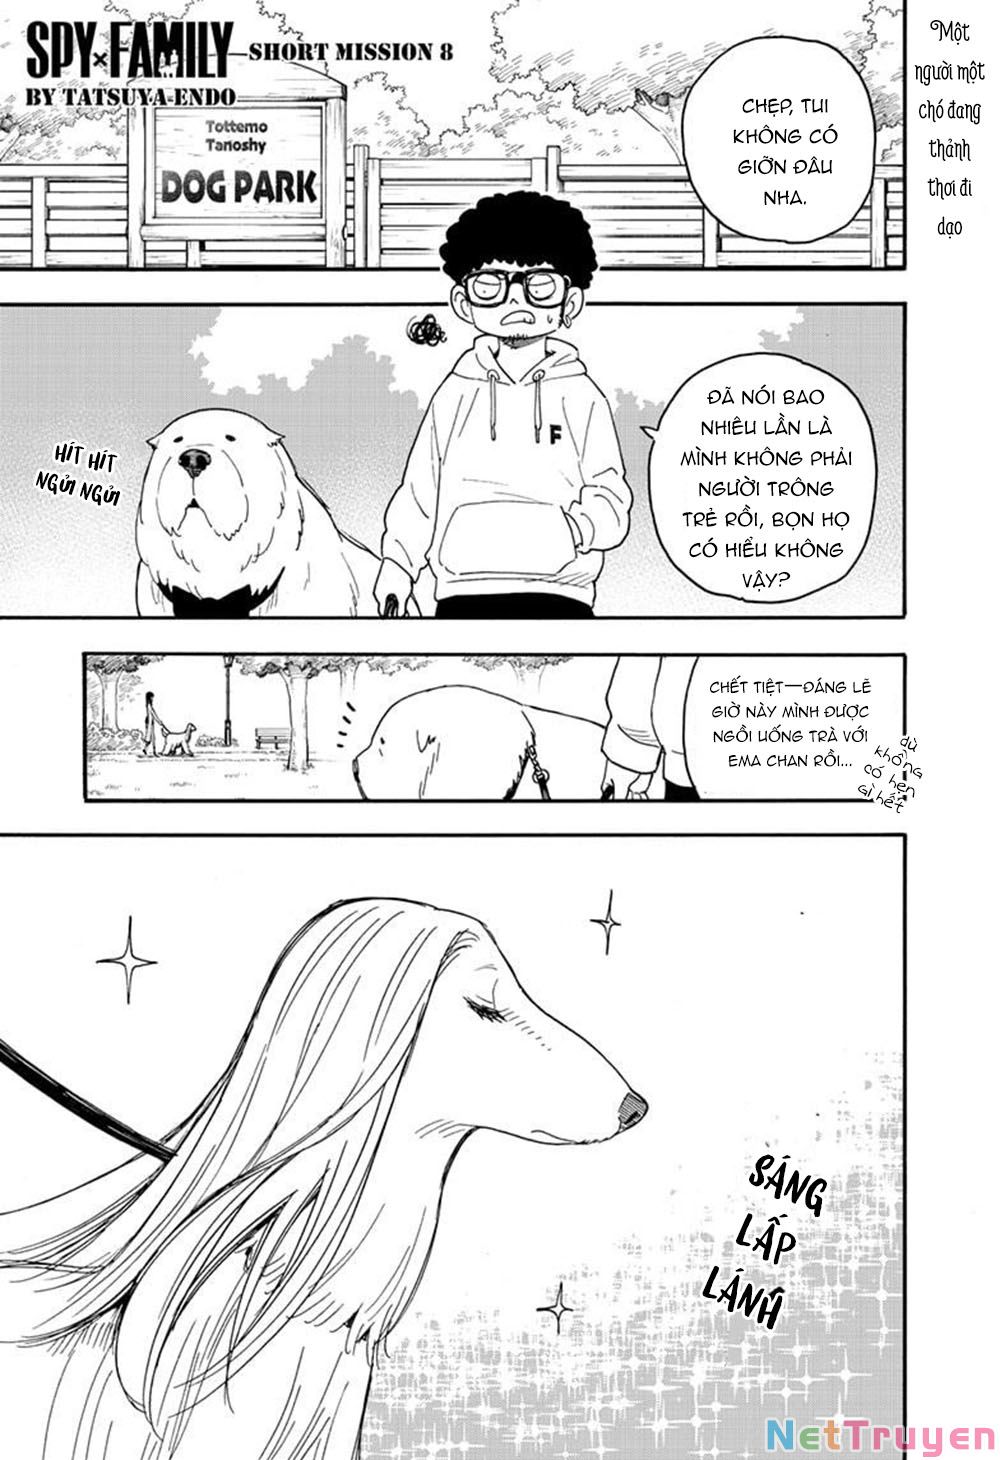 SPY×FAMILY
SHORT MISSION 8
BY TATSUYA ENDO
Một
người một
chó đang
thảnh
thơi đi
dạo
Tottemo
Tanoshy
DOG PARK
CHẸP, TUI
KHÔNG CÓ
GIỠN ĐÂU
NHA.
ĐÃ NÓI BAO
NHIÊU LẦN LÀ
MÌNH KHÔNG PHẢI
NGƯỜI TRÔNG
TRẺ RỒI, BỌN HỌ
CÓ HIỂU KHÔNG
VẬY?
HÍT HÍT
NGỬI NGỬI
F
CHẾT TIỆT—ĐÁNG LẼ
GIỜ NÀY MÌNH ĐƯỢC
NGỒI UỐNG TRÀ VỚI
EMA CHAN RỒI...
dù
không
có hẹn
gì hết
SÁNG
LẤP
LÁNH
NetTruyen